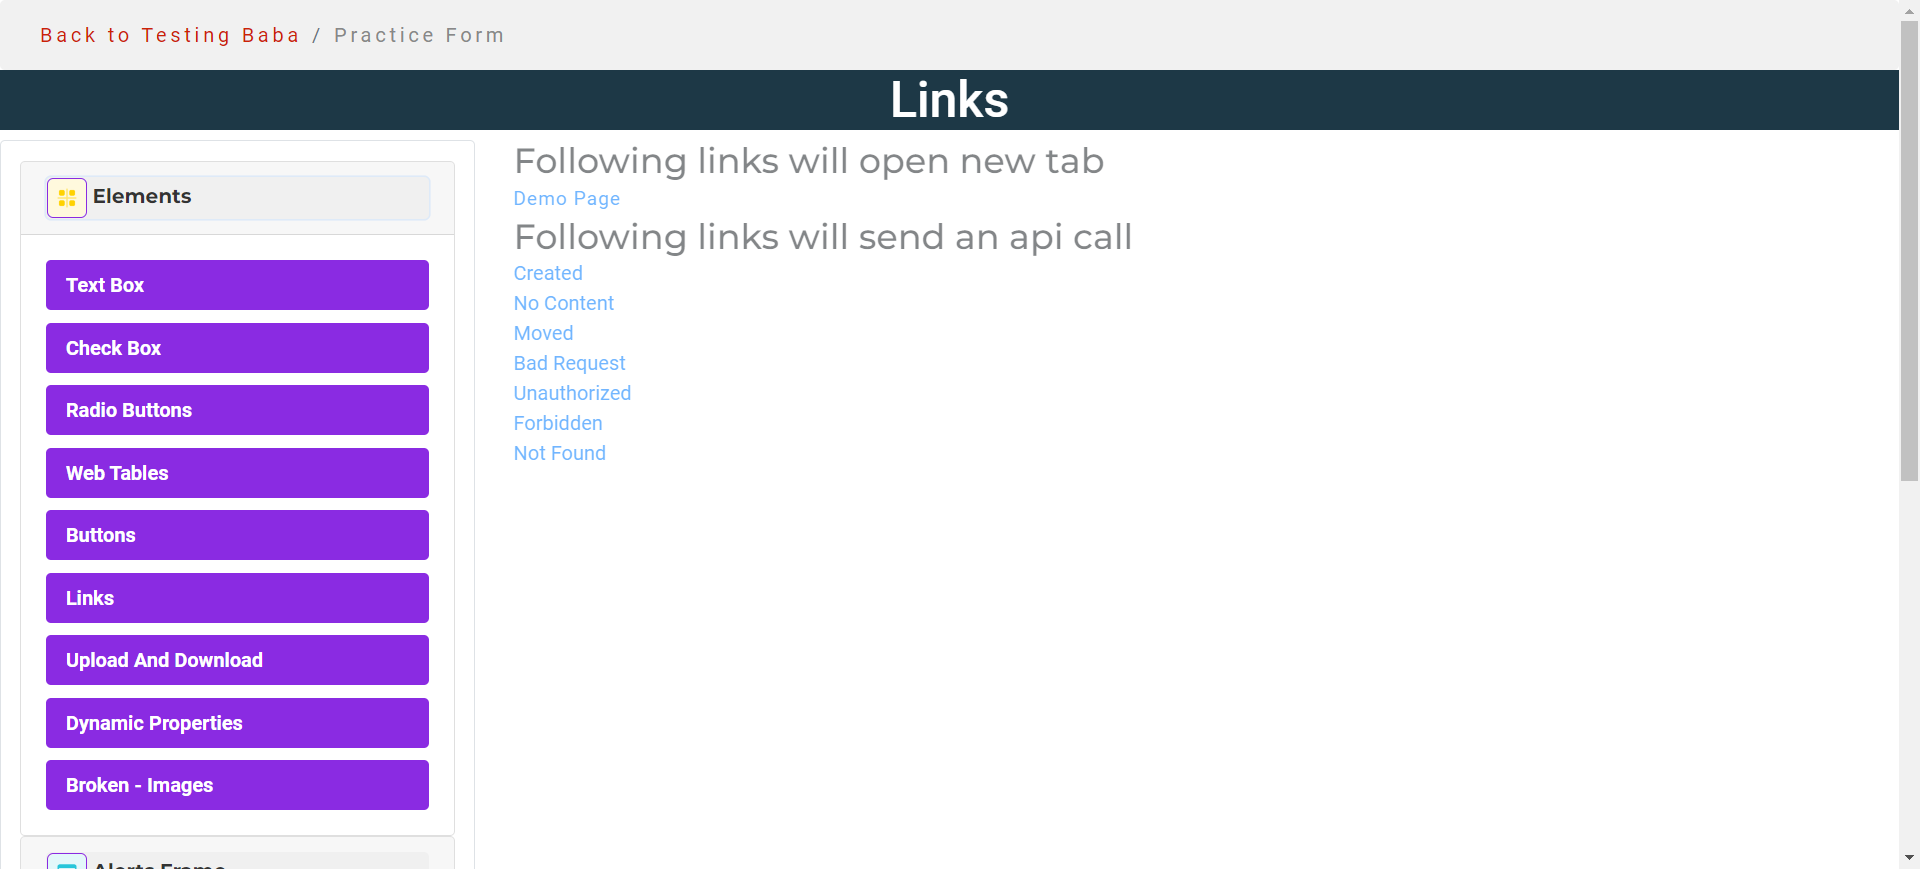 Back to Testing Baba / Practice Form
Links
Elements
Text Box
Check Box
Radio Buttons
Web Tables
Buttons
Links
Upload And Download
Dynamic Properties
Broken - Images
Alerts Frame
Following links will open new tab
Demo Page
Following links will send an api call
Created
No Content
Moved
Bad Request
Unauthorized
Forbidden
Not Found